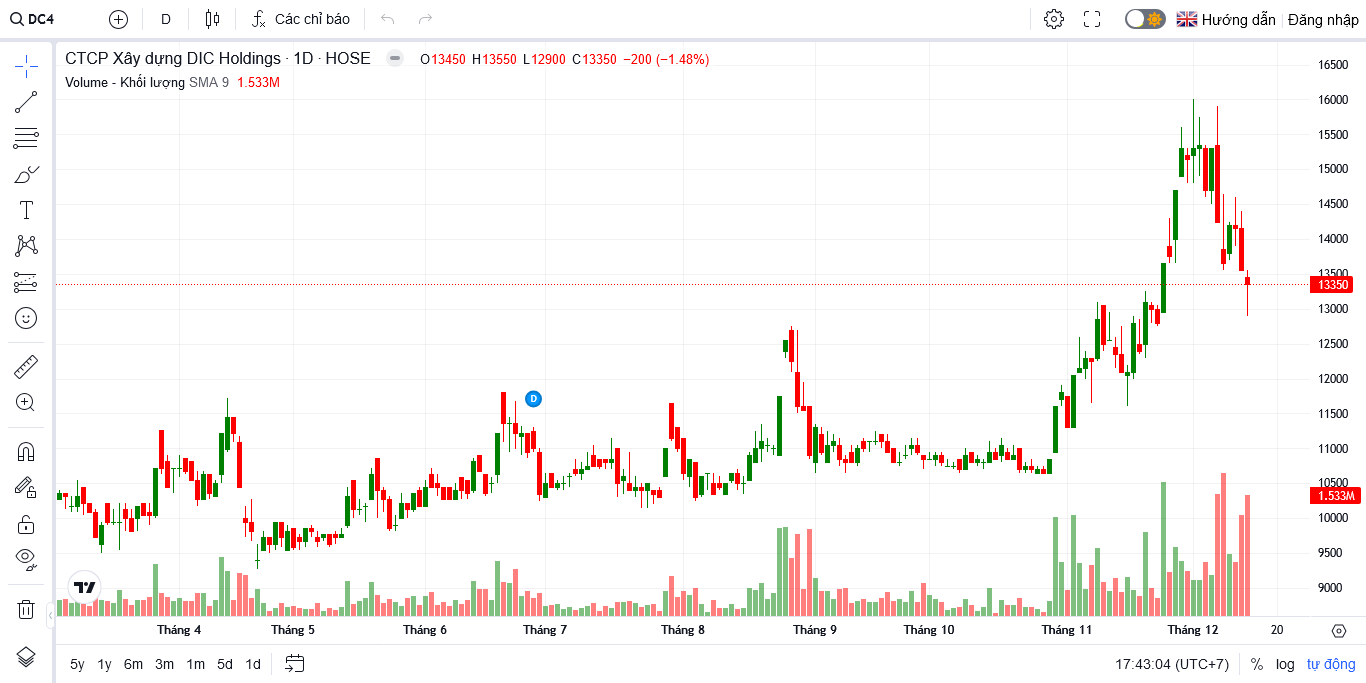 DC4 D Các chỉ báo Hướng dẫn Đăng nhập
CTCP Xây dựng DIC Holdings · 1D · HOSE O13450 H13550 L12900 C13350 −200 (−1.48%)
Volume - Khối lượng SMA 9 1.533M
16500
16000
15500
15000
14500
14000
13500
13350
13000
12500
12000
11500
D
11000
10500
1.533M
10000
9500
9000
Tháng 4 Tháng 5 Tháng 6 Tháng 7 Tháng 8 Tháng 9 Tháng 10 Tháng 11 Tháng 12 20
5y 1y 6m 3m 1m 5d 1d 17:43:04 (UTC+7) % log tự động